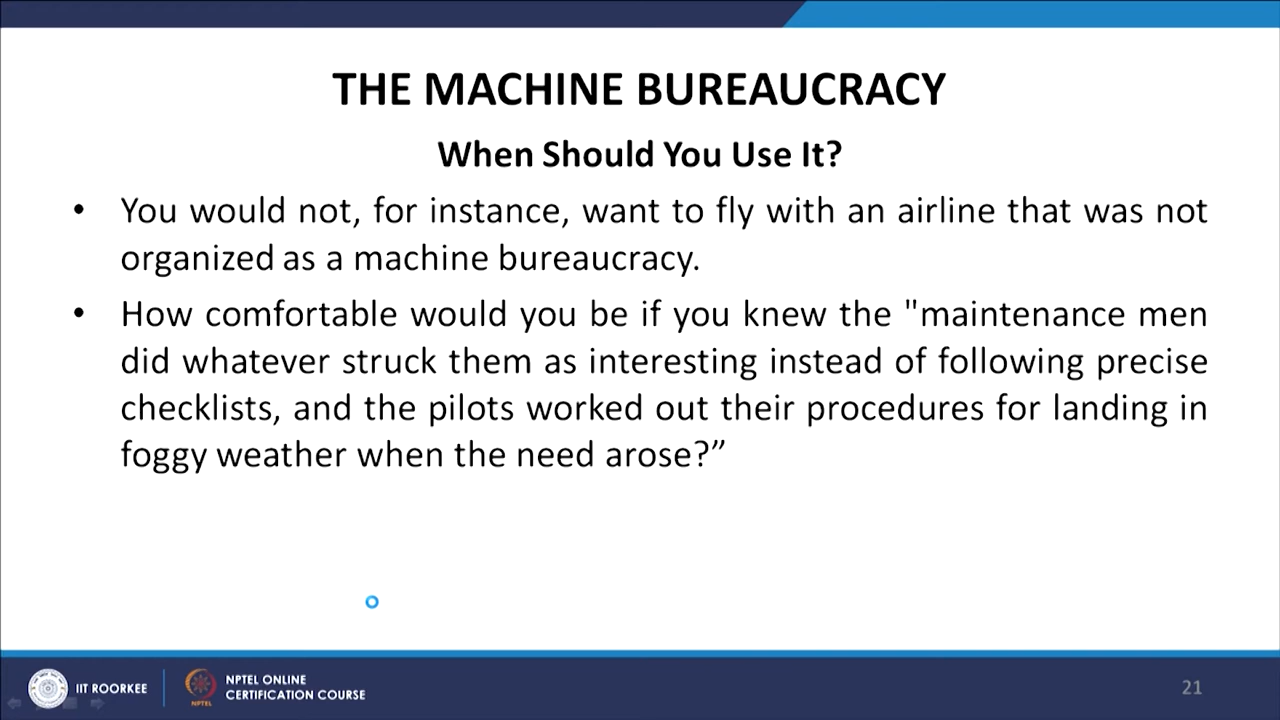 THE MACHINE BUREAUCRACY
When Should You Use It?
• You would not, for instance, want to fly with an airline that was not
organized as a machine bureaucracy.
• How comfortable would you be if you knew the "maintenance men
did whatever struck them as interesting instead of following precise
checklists, and the pilots worked out their procedures for landing in
foggy weather when the need arose?”
IIT ROORKEE
NPTEL
NPTEL ONLINE
CERTIFICATION COURSE
21